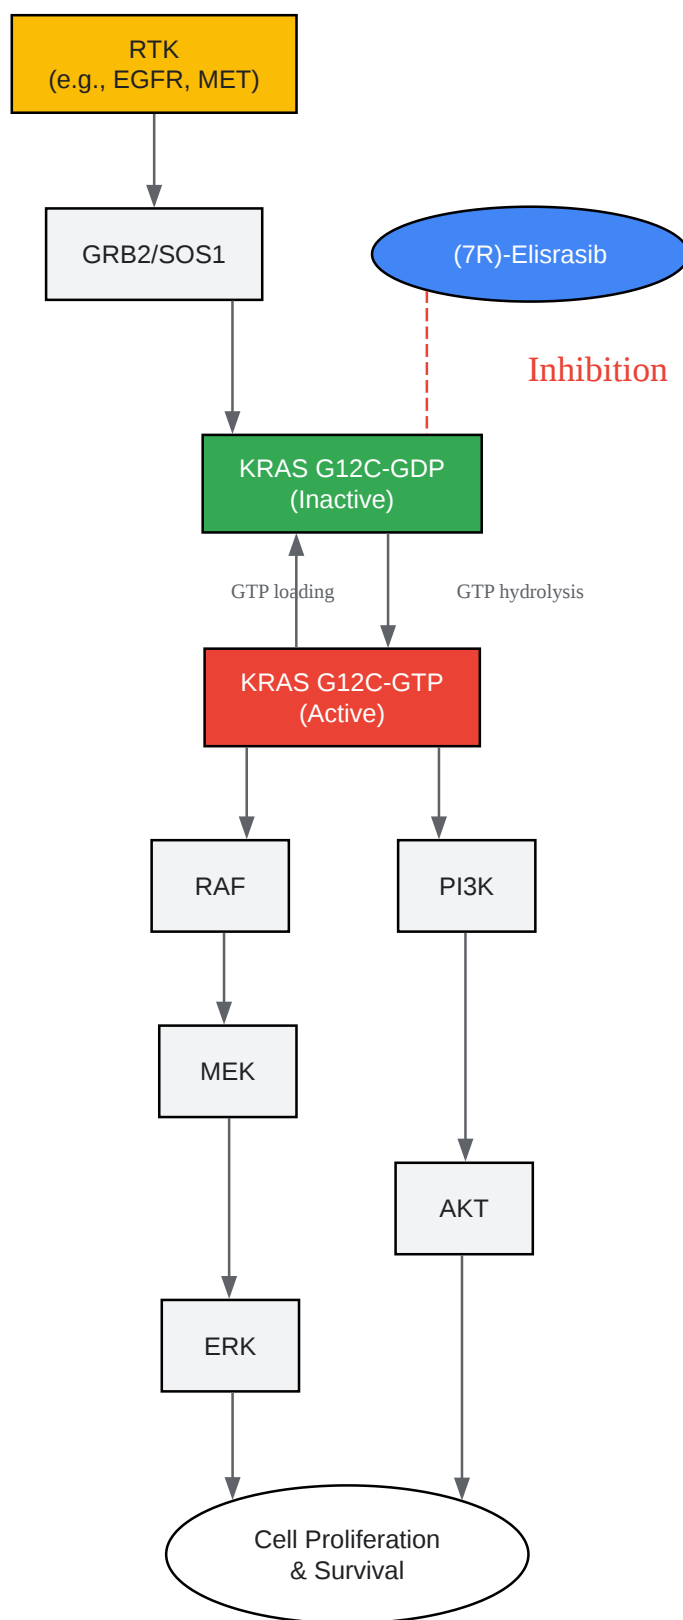 RTK
(e.g., EGFR, MET)
GRB2/SOS1
(7R)-Elisrasib
Inhibition
KRAS G12C-GDP
(Inactive)
GTP loading
GTP hydrolysis
KRAS G12C-GTP
(Active)
RAF
PI3K
MEK
AKT
ERK
Cell Proliferation
& Survival